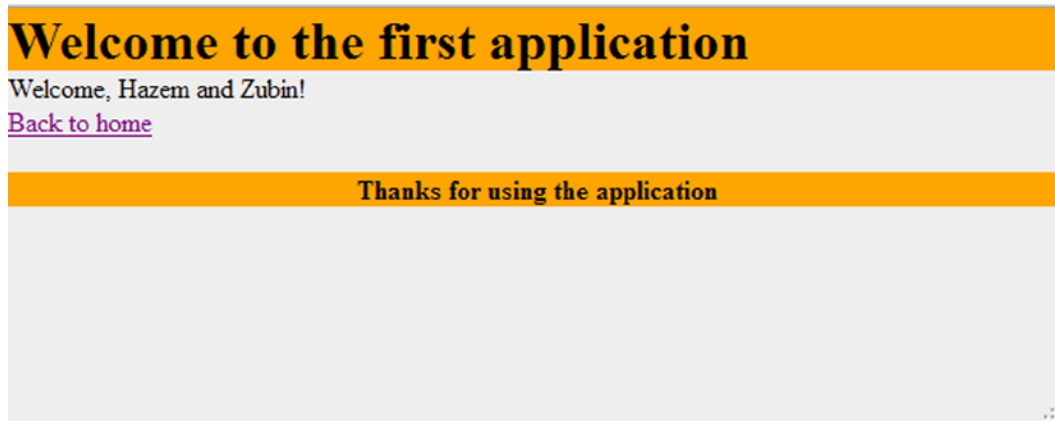 Welcome to the first application
Welcome, Hazem and Zubin!
Back to home
Thanks for using the application